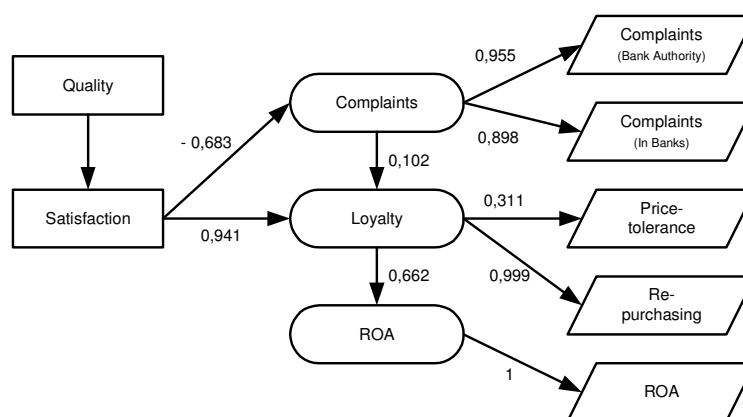 Quality
Satisfaction
- 0,683
0,941
Complaints
0,102
Loyalty
0,662
ROA
0,955
0,898
0,311
0,999
1
Complaints
(Bank Authority)
Complaints
(In Banks)
Price-
tolerance
Re-
purchasing
ROA